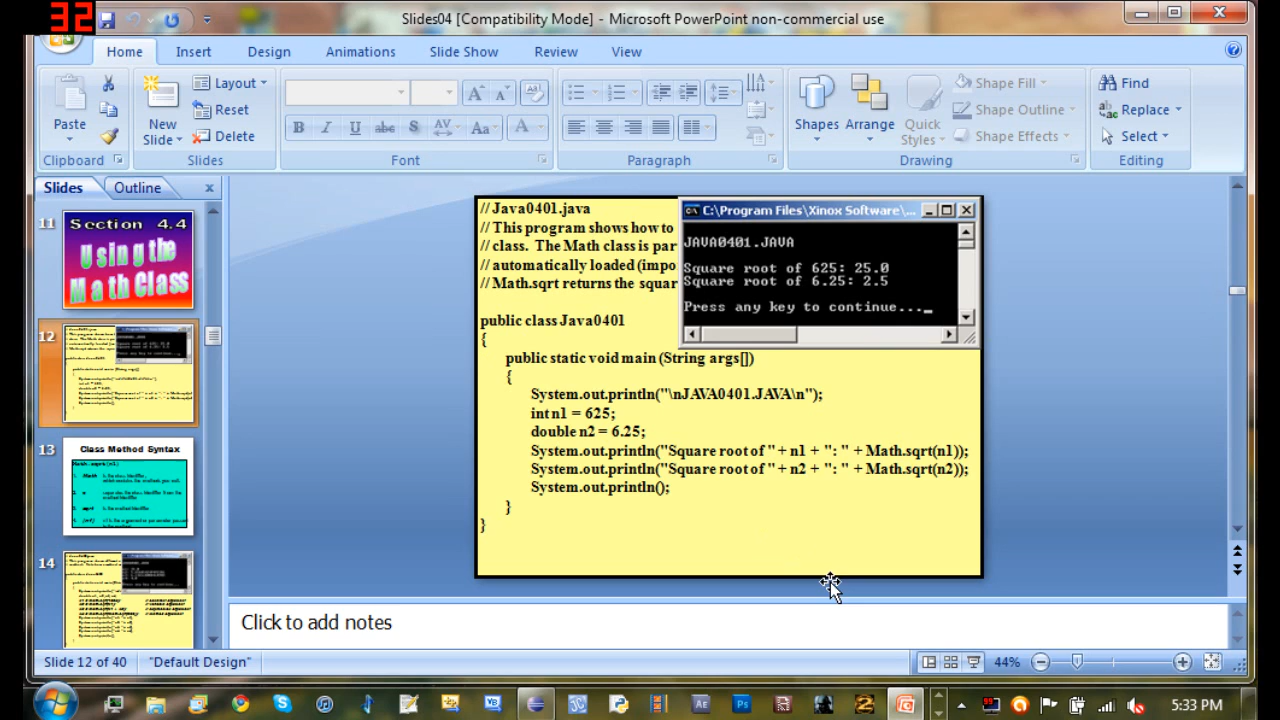 32
Slides04 [Compatibility Mode] - Microsoft PowerPoint non-commercial use
Home Insert Design Animations Slide Show Review View
Paste
Clipboard
New Slide
Layout
Reset
Delete
Slides
Font
Paragraph
Shapes
Arrange
Quick Styles
Shape Fill
Shape Outline
Shape Effects
Drawing
Find
Replace
Select
Editing
Slides Outline
11
Section 4.4
Using the
Math Class
12
13
Class Method Syntax
14
// Java0401.java
// This program shows how to
// class. The Math class is par
// automatically loaded (impo
// Math.sqrt returns the squar
public class Java0401
{
public static void main (String args[])
{
System.out.println("\nJAVA0401.JAVA\n");
int n1 = 625;
double n2 = 6.25;
System.out.println("Square root of " + n1 + ": " + Math.sqrt(n1));
System.out.println("Square root of " + n2 + ": " + Math.sqrt(n2));
System.out.println();
}
}
C:\Program Files\Xinox Software\...
JAVA0401.JAVA
Square root of 625: 25.0
Square root of 6.25: 2.5
Press any key to continue..._
Click to add notes
Slide 12 of 40 "Default Design" 44%
5:33 PM